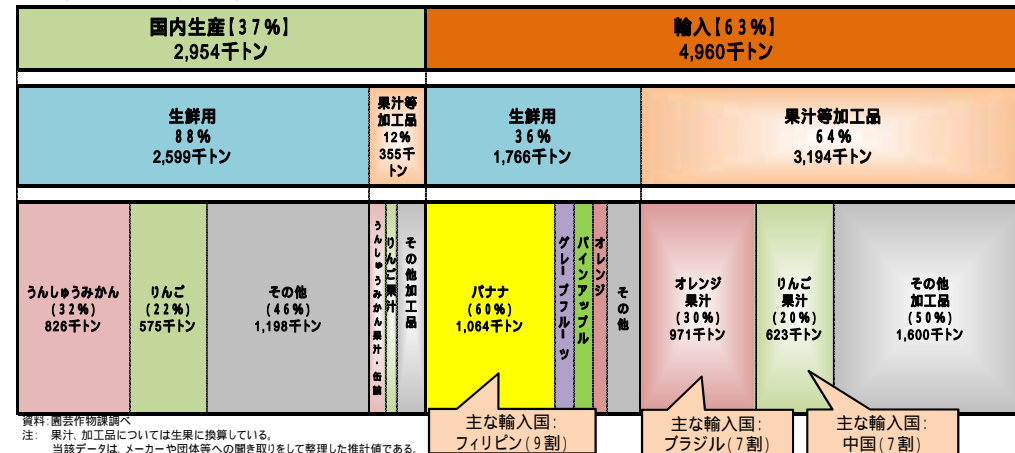 国内生産【37%】
2,954千トン
輸入【63%】
4,960千トン
生鮮用
88%
2,599千トン
果汁等
加工品
12%
355千
トン
生鮮用
36%
1,766千トン
果汁等加工品
64%
3,194千トン
うんしゅうみかん
(32%)
826千トン
りんご
(22%)
575千トン
その他
(46%)
1,198千トン
うんしゅうみかん果汁・缶詰
りんご果汁
その他加工品
バナナ
(60%)
1,064千トン
グレープフルーツ
パインアップル
オレンジ
その他
オレンジ
果汁
(30%)
971千トン
りんご
果汁
(20%)
623千トン
その他
加工品
(50%)
1,600千トン
主な輸入国:
フィリピン(9割)
主な輸入国:
ブラジル(7割)
主な輸入国:
中国(7割)
資料:園芸作物課調べ
注: 果汁、加工品については生果に換算している。
当該データは、メーカーや団体等への聞き取りをして整理した推計値である。